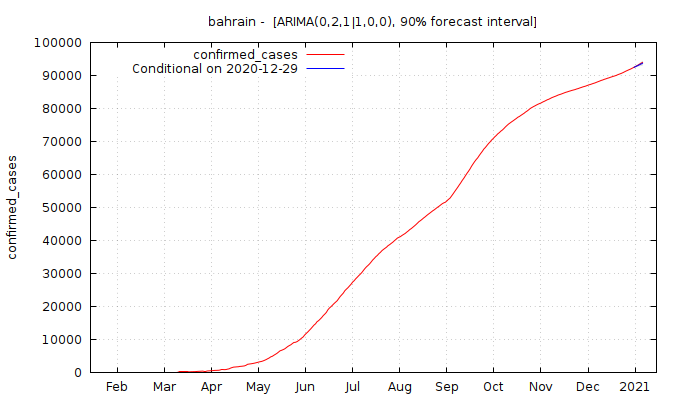 bahrain - [ARIMA(0,2,1|1,0,0), 90% forecast interval]
confirmed_cases
Conditional on 2020-12-29
100000
90000
80000
70000
60000
50000
40000
30000
20000
10000
0
confirmed_cases
Feb Mar Apr May Jun Jul Aug Sep Oct Nov Dec 2021